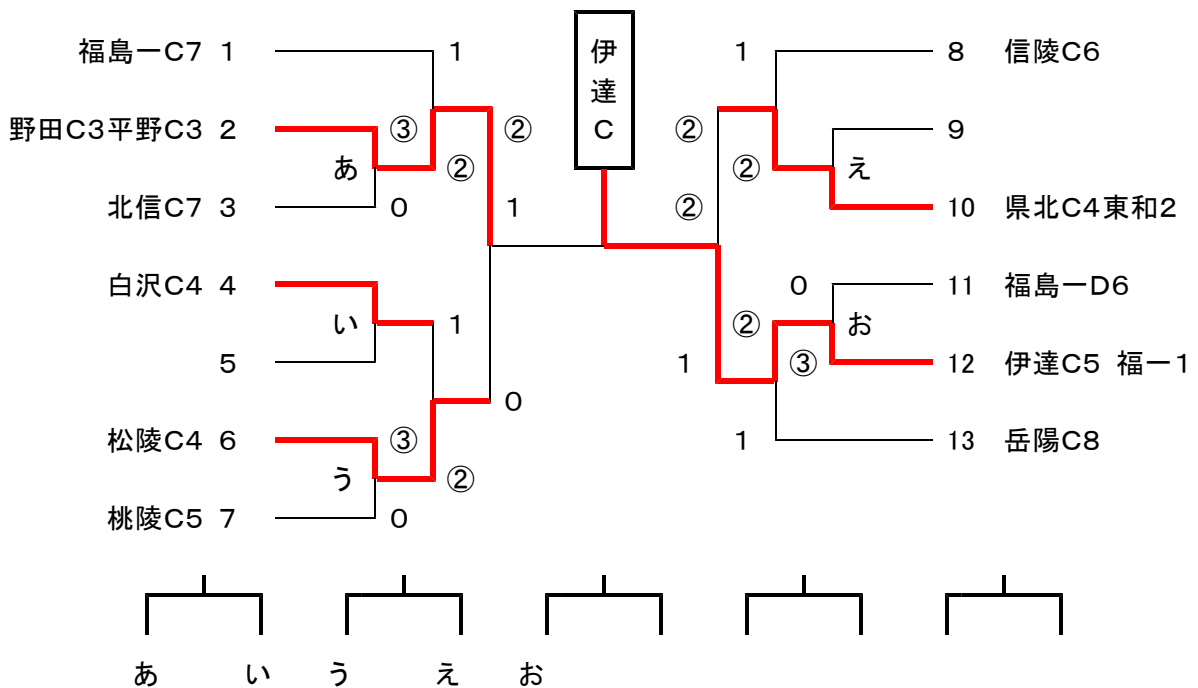 伊達C
福島一C7 1
1
1
8 信陵C6
野田C3平野C3 2
③
②
②
9
あ
②
②
え
北信C7 3
0
1
②
10 県北C4東和2
白沢C4 4
0
11 福島一D6
い
1
②
お
5
1
③
12 伊達C5 福一1
0
松陵C4 6
③
1
13 岳陽C8
う
②
桃陵C5 7
0
あ い う え お